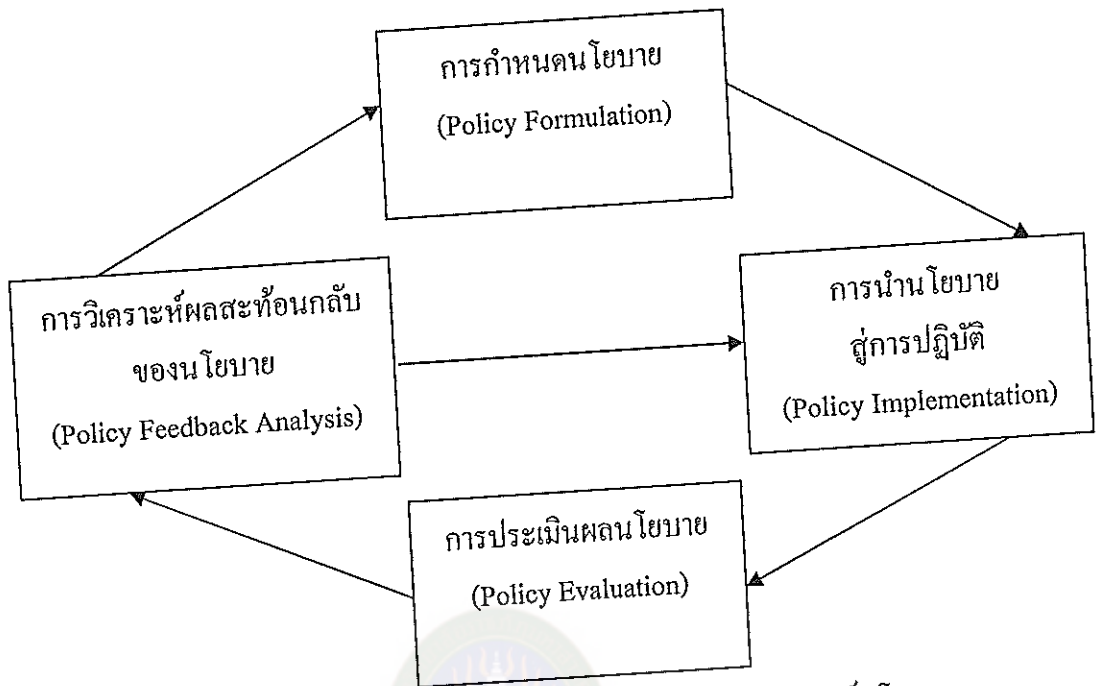 การกำหนดนโยบาย
(Policy Formulation)
การวิเคราะห์ผลสะท้อนกลับ
ของนโยบาย
(Policy Feedback Analysis)
การนำนโยบาย
สู่การปฏิบัติ
(Policy Implementation)
การประเมินผลนโยบาย
(Policy Evaluation)